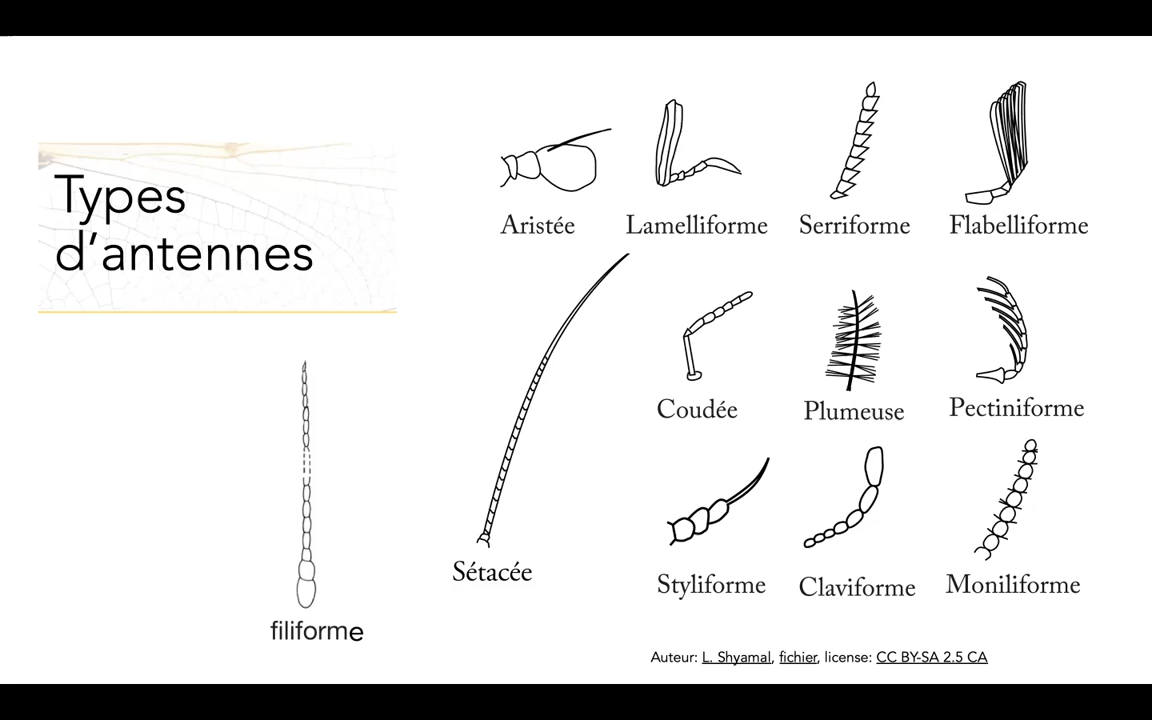 Types
d’antennes
Aristée
Lamelliforme
Serriforme
Flabelliforme
Coudée
Plumeuse
Pectiniforme
Sétacée
Styliforme
Claviforme
Moniliforme
filiforme
Auteur: L. Shyamal, fichier, license: CC BY-SA 2.5 CA